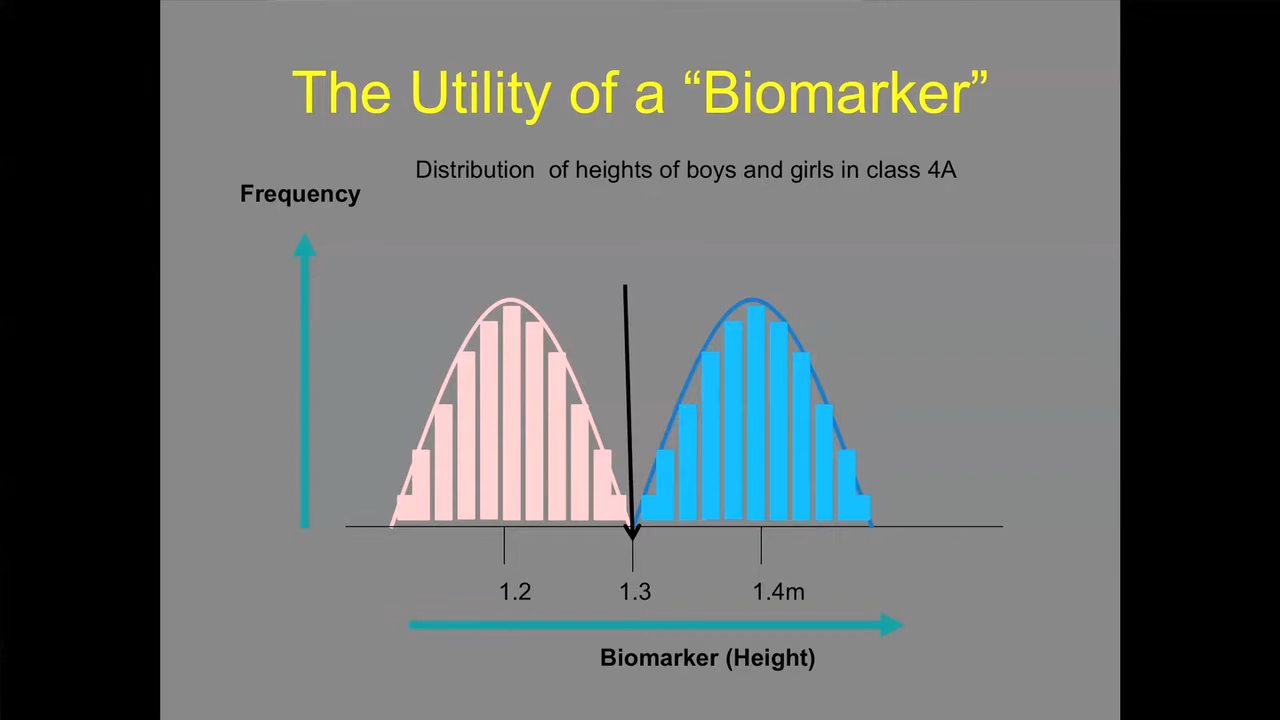 The Utility of a “Biomarker”
Distribution  of heights of boys and girls in class 4A
Frequency
1.2
1.3
1.4m
Biomarker (Height)